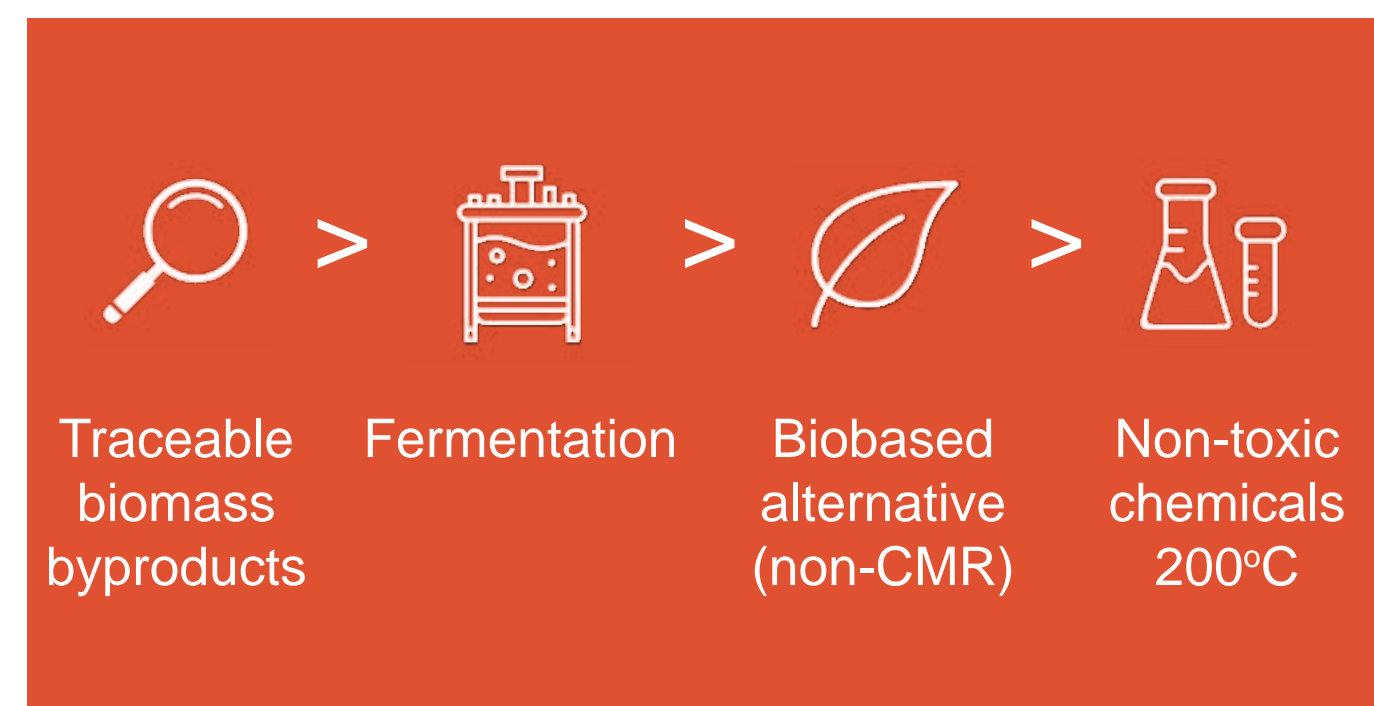 > > >
Traceable
biomass
byproducts
Fermentation
Biobased
alternative
(non-CMR)
Non-toxic
chemicals
200ºC